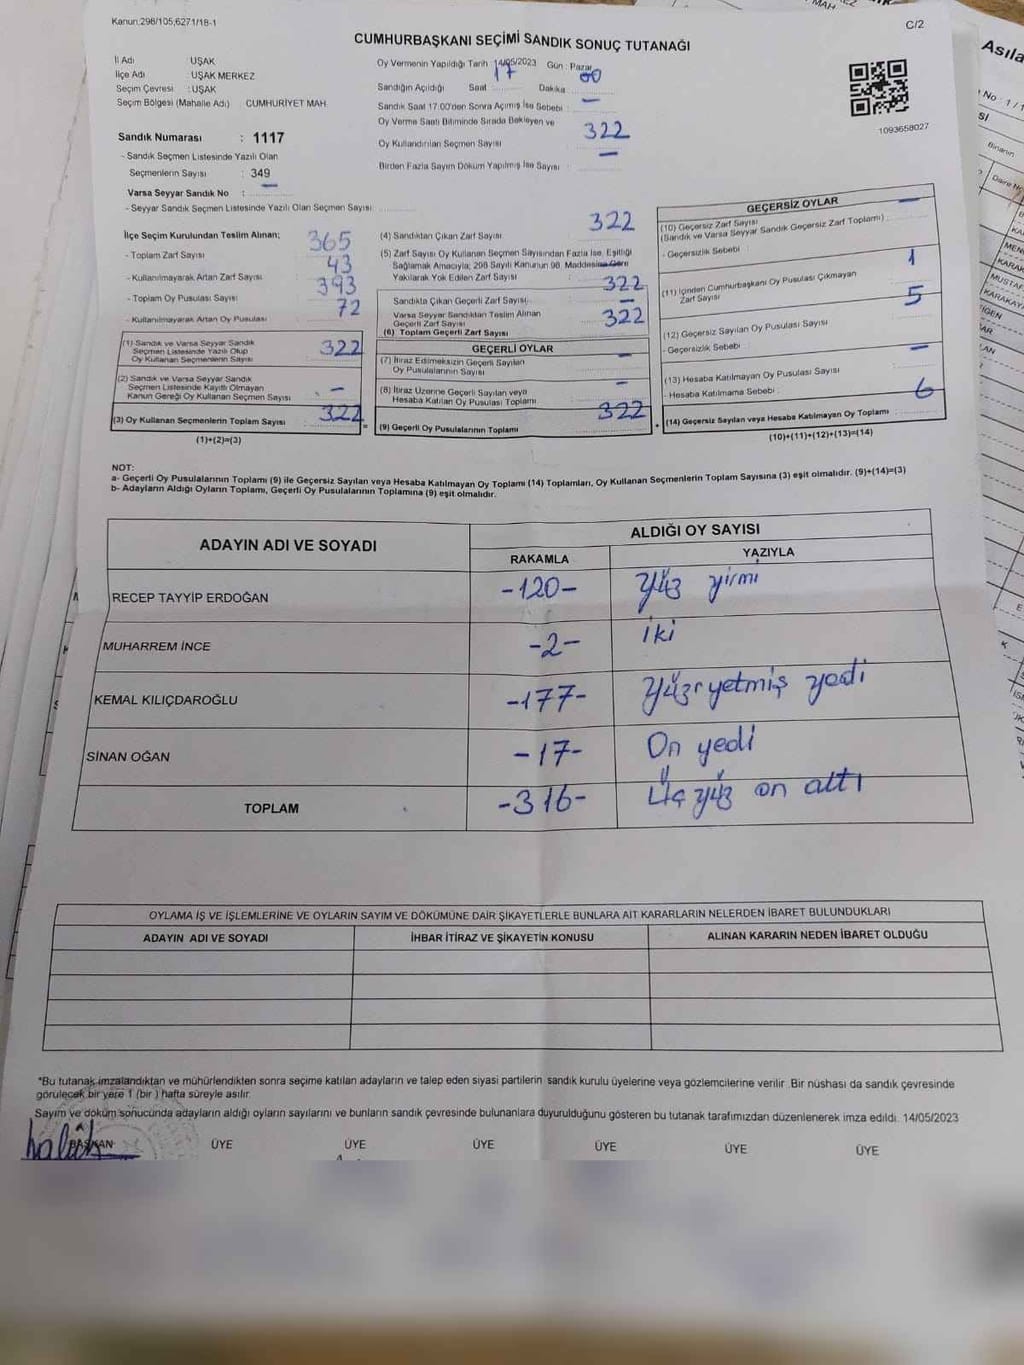 Kanun,298/105,6271/18-1
C/2
CUMHURBAŞKANI SEÇİMİ SANDIK SONUÇ TUTANAĞI
İl Adı : UŞAK
İlçe Adı : UŞAK MERKEZ
Seçim Çevresi : UŞAK
Seçim Bölgesi (Mahalle Adı) CUMHURİYET MAH.
Sandık Numarası : 1117
- Sandık Seçmen Listesinde Yazılı Olan
Seçmenlerin Sayısı : 349
Varsa Seyyar Sandık No : -
- Seyyar Sandık Seçmen Listesinde Yazılı Olan Seçmen Sayısı:
Oy Vermenin Yapıldığı Tarih 14/05/2023 Gün : Pazar
Sandığın Açıldığı Saat 17 Dakika 00
Sandık Saat 17:00'den Sonra Açımış İse Sebebi : -
Oy Verme Saati Bitiminde Sırada Bekleyen ve
Oy Kullandırılan Seçmen Sayısı 322
Birden Fazla Sayım Döküm Yapılmış İse Sayısı -
1093658027
İlçe Seçim Kurulundan Teslim Alınan;
- Toplam Zarf Sayısı 365
- Kullanılmayarak Artan Zarf Sayısı 43
- Toplam Oy Pusulası Sayısı 393
- Kullanılmayarak Artan Oy Pusulası 72
(1) Sandık ve Varsa Seyyar Sandık
Seçmen Listesinde Yazılı Olup
Oy Kullanan Seçmenlerin Sayısı 322
(2) Sandık ve Varsa Seyyar Sandık
Seçmen Listesinde Kayıtlı Olmayan
Kanun Gereği Oy Kullanan Seçmen Sayısı -
(3) Oy Kullanan Seçmenlerin Toplam Sayısı 322
(1)+(2)=(3)
(4) Sandıktan Çıkan Zarf Sayısı 322
(5) Zarf Sayısı Oy Kullanan Seçmen Sayısından Fazla İse, Eşitliği
Sağlamak Amacıyla; 298 Sayılı Kanunun 98. Maddesine Göre
Yakılarak Yok Edilen Zarf Sayısı :
Sandıkta Çıkan Geçerli Zarf Sayısı 322
Varsa Seyyar Sandıktan Teslim Alınan
Geçerli Zarf Sayısı -
(6) Toplam Geçerli Zarf Sayısı 322
GEÇERLİ OYLAR
(7) İtiraz Edilmeksizin Geçerli Sayılan
Oy Pusulalarının Sayısı -
(8) İtiraz Üzerine Geçerli Sayılan veya
Hesaba Katılan Oy Pusulası Toplamı -
(9) Geçerli Oy Pusulalarının Toplamı 322
GEÇERSİZ OYLAR
(10) Geçersiz Zarf Sayısı -
(Sandık ve Varsa Seyyar Sandık Geçersiz Zarf Toplamı)
- Geçersizlik Sebebi :
(11) İçinden Cumhurbaşkanı Oy Pusulası Çıkmayan
Zarf Sayısı 1
(12) Geçersiz Sayılan Oy Pusulası Sayısı 5
- Geçersizlik Sebebi :
(13) Hesaba Katılmayan Oy Pusulası Sayısı -
- Hesaba Katılmama Sebebi :
(14) Geçersiz Sayılan veya Hesaba Katılmayan Oy Toplamı 6
(10)+(11)+(12)+(13)=(14)
NOT:
a- Geçerli Oy Pusulalarının Toplamı (9) ile Geçersiz Sayılan veya Hesaba Katılmayan Oy Toplamı (14) Toplamları, Oy Kullanan Seçmenlerin Toplam Sayısına (3) eşit olmalıdır. (9)+(14)=(3)
b- Adayların Aldığı Oyların Toplamı, Geçerli Oy Pusulalarının Toplamına (9) eşit olmalıdır.
ADAYIN ADI VE SOYADI
ALDIĞI OY SAYISI
RAKAMLA YAZIYLA
RECEP TAYYİP ERDOĞAN -120- Yüz yirmi
MUHARREM İNCE -2- İki
KEMAL KILIÇDAROĞLU -177- Yüz yetmiş yedi
SİNAN OĞAN -17- On yedi
TOPLAM -316- Üç yüz on altı
OYLAMA İŞ VE İŞLEMLERİNE VE OYLARIN SAYIM VE DÖKÜMÜNE DAİR ŞİKAYETLERLE BUNLARA AİT KARARLARIN NELERDEN İBARET BULUNDUKLARI
ADAYIN ADI VE SOYADI İHBAR İTİRAZ VE ŞİKAYETİN KONUSU ALINAN KARARIN NEDEN İBARET OLDUĞU
"Bu tutanak imzalandıktan ve mühürlendikten sonra seçime katılan adayların ve talep eden siyasi partilerin sandık kurulu üyelerine veya gözlemcilerine verilir. Bir nüshası da sandık çevresinde
görülecek bir yere 1 (bir) hafta süreyle asılır.
Sayım ve döküm sonucunda adayların aldığı oyların sayılarını ve bunların sandık çevresinde bulunanlara duyurulduğunu gösteren bu tutanak tarafımızdan düzenlenerek imza edildi. 14/05/2023
BAŞKAN ÜYE ÜYE ÜYE ÜYE ÜYE ÜYE